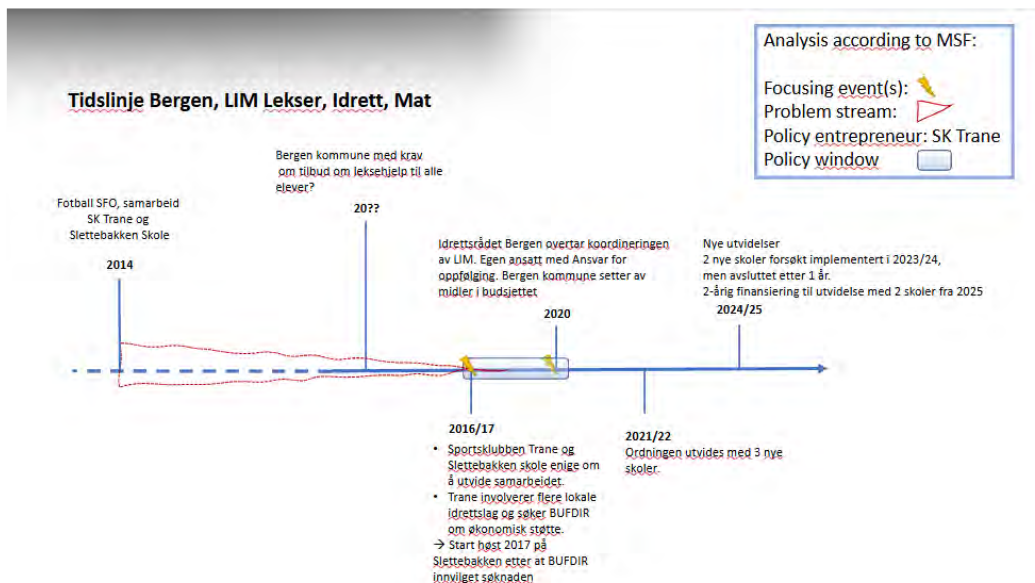 Analysis according to MSF:
Focusing event(s):
Problem stream:
Policy entrepreneur: SK Trane
Policy window
Tidslinje Bergen, LIM Lekser, Idrett, Mat
Fotball SFO, samarbeid
SK Trane og
Slettebakken Skole
2014
Bergen kommune med krav
om tilbud om leksehjelp til alle
elever?
20??
Idrettsrådet Bergen overtar koordineringen
av LIM. Egen ansatt med Ansvar for
oppfølging. Bergen kommune setter av
midler i budsjettet
2020
Nye utvidelser
2 nye skoler forsøkt implementert i 2023/24,
men avsluttet etter 1 år.
2-årig finansiering til utvidelse med 2 skoler fra 2025
2024/25
2016/17
• Sportsklubben Trane og
Slettebakken skole enige om
å utvide samarbeidet.
• Trane involverer flere lokale
idrettslag og søker BUFDIR
om økonomisk støtte.
→ Start høst 2017 på
Slettebakken etter at BUFDIR
innvilget søknaden
2021/22
Ordningen utvides med 3 nye
skoler.